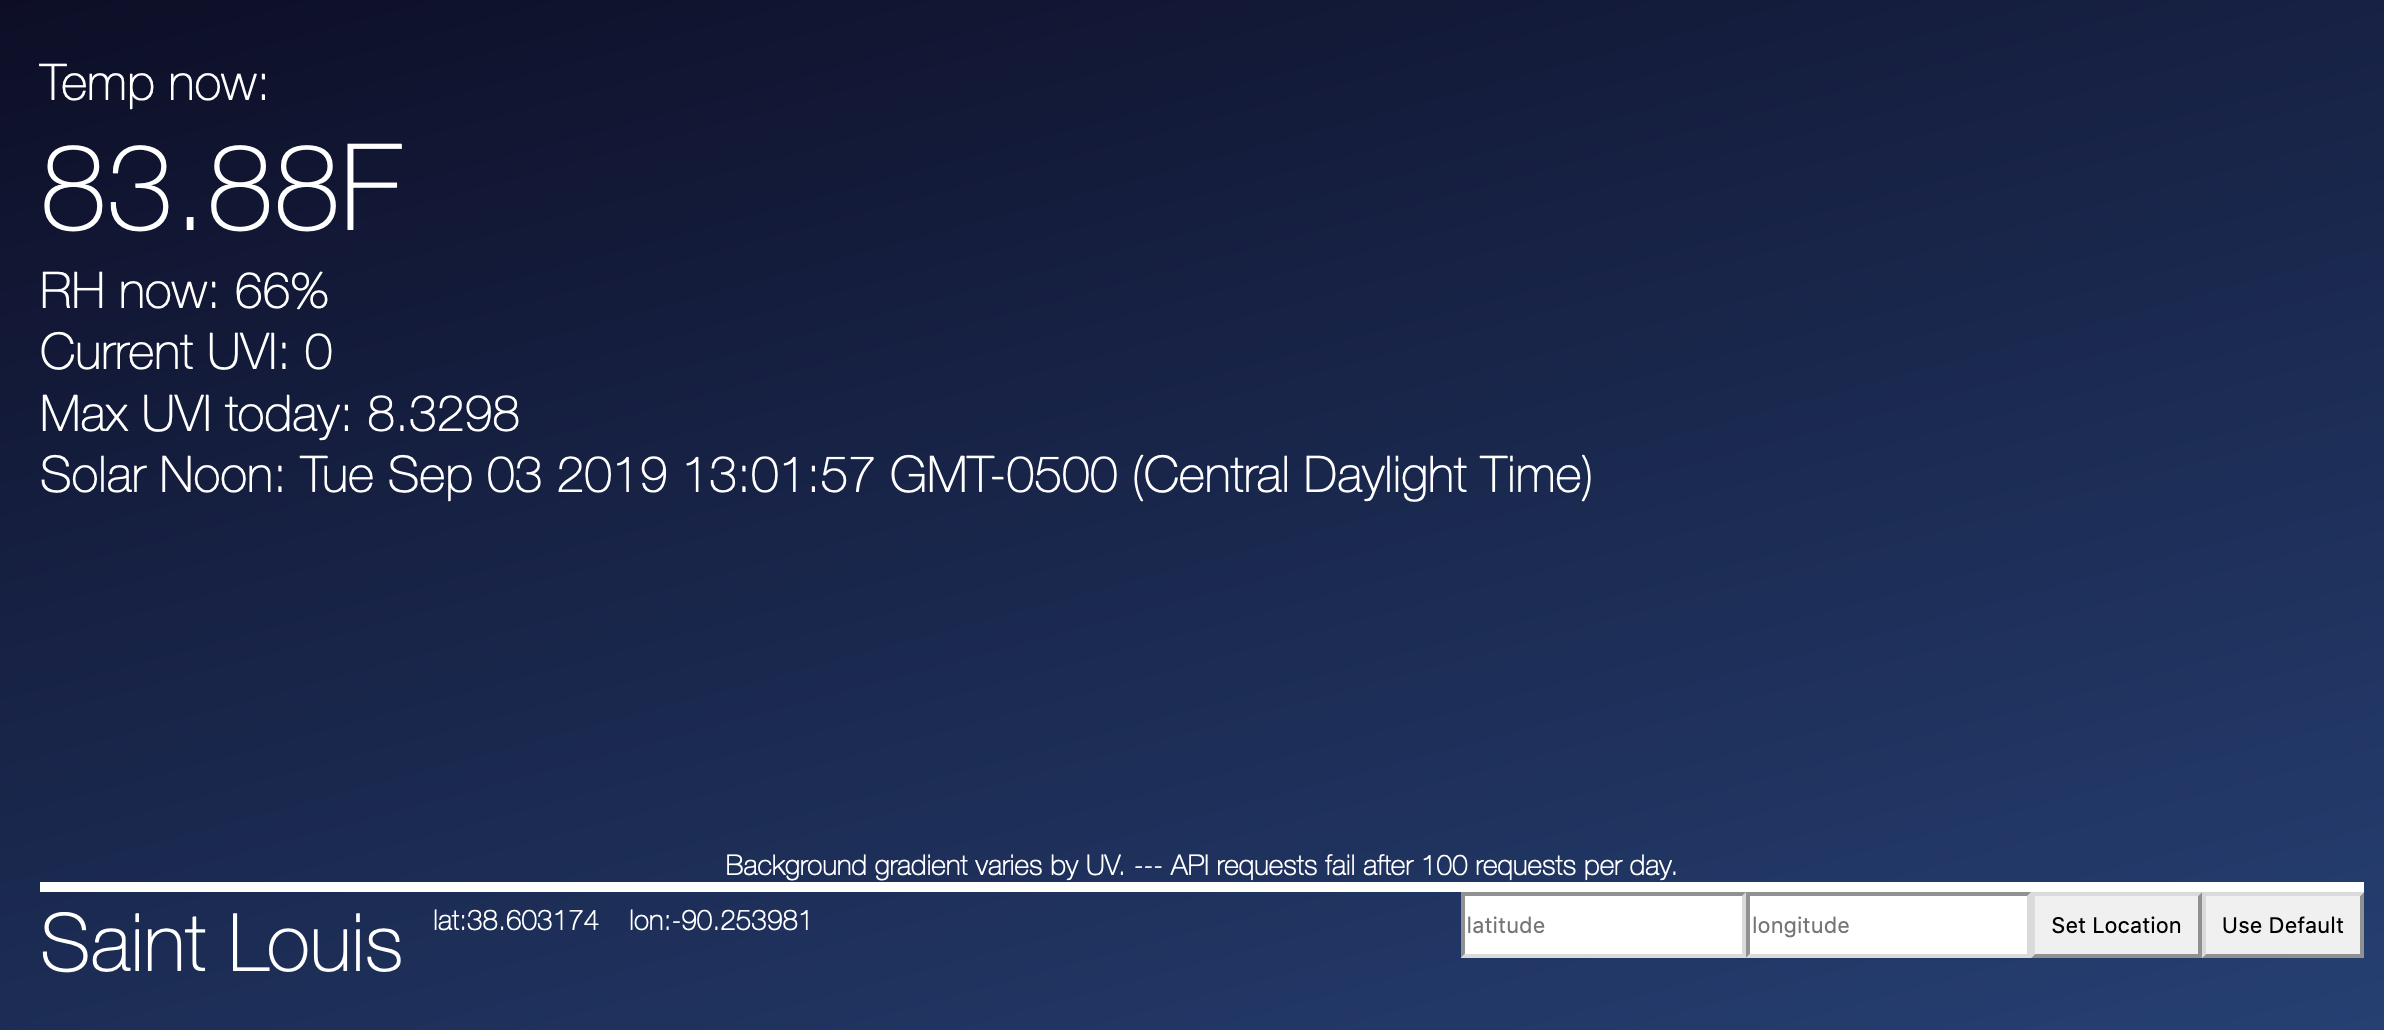 Temp now:
83.88F
RH now: 66%
Current UVI: 0
Max UVI today: 8.3298
Solar Noon: Tue Sep 03 2019 13:01:57 GMT-0500 (Central Daylight Time)
Background gradient varies by UV. --- API requests fail after 100 requests per day.
Saint Louis lat:38.603174 lon:-90.253981 latitude longitude Set Location Use Default